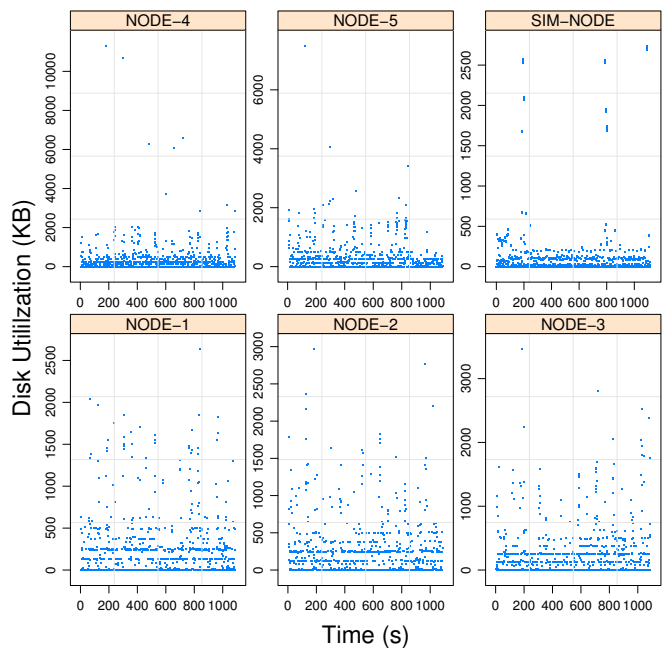 NODE−4 NODE−5 SIM−NODE
0 2000 4000 6000 8000 10000
0 2000 4000 6000
0 500 1000 1500 2000 2500
0 200 400 600 800 1000
0 200 400 600 800 1000
0 200 400 600 800 1000
NODE−1 NODE−2 NODE−3
0 500 1000 1500 2000 2500
0 500 1000 1500 2000 2500 3000
0 1000 2000 3000
0 200 400 600 800 1000
0 200 400 600 800 1000
0 200 400 600 800 1000
Disk Utililzation (KB)
Time (s)